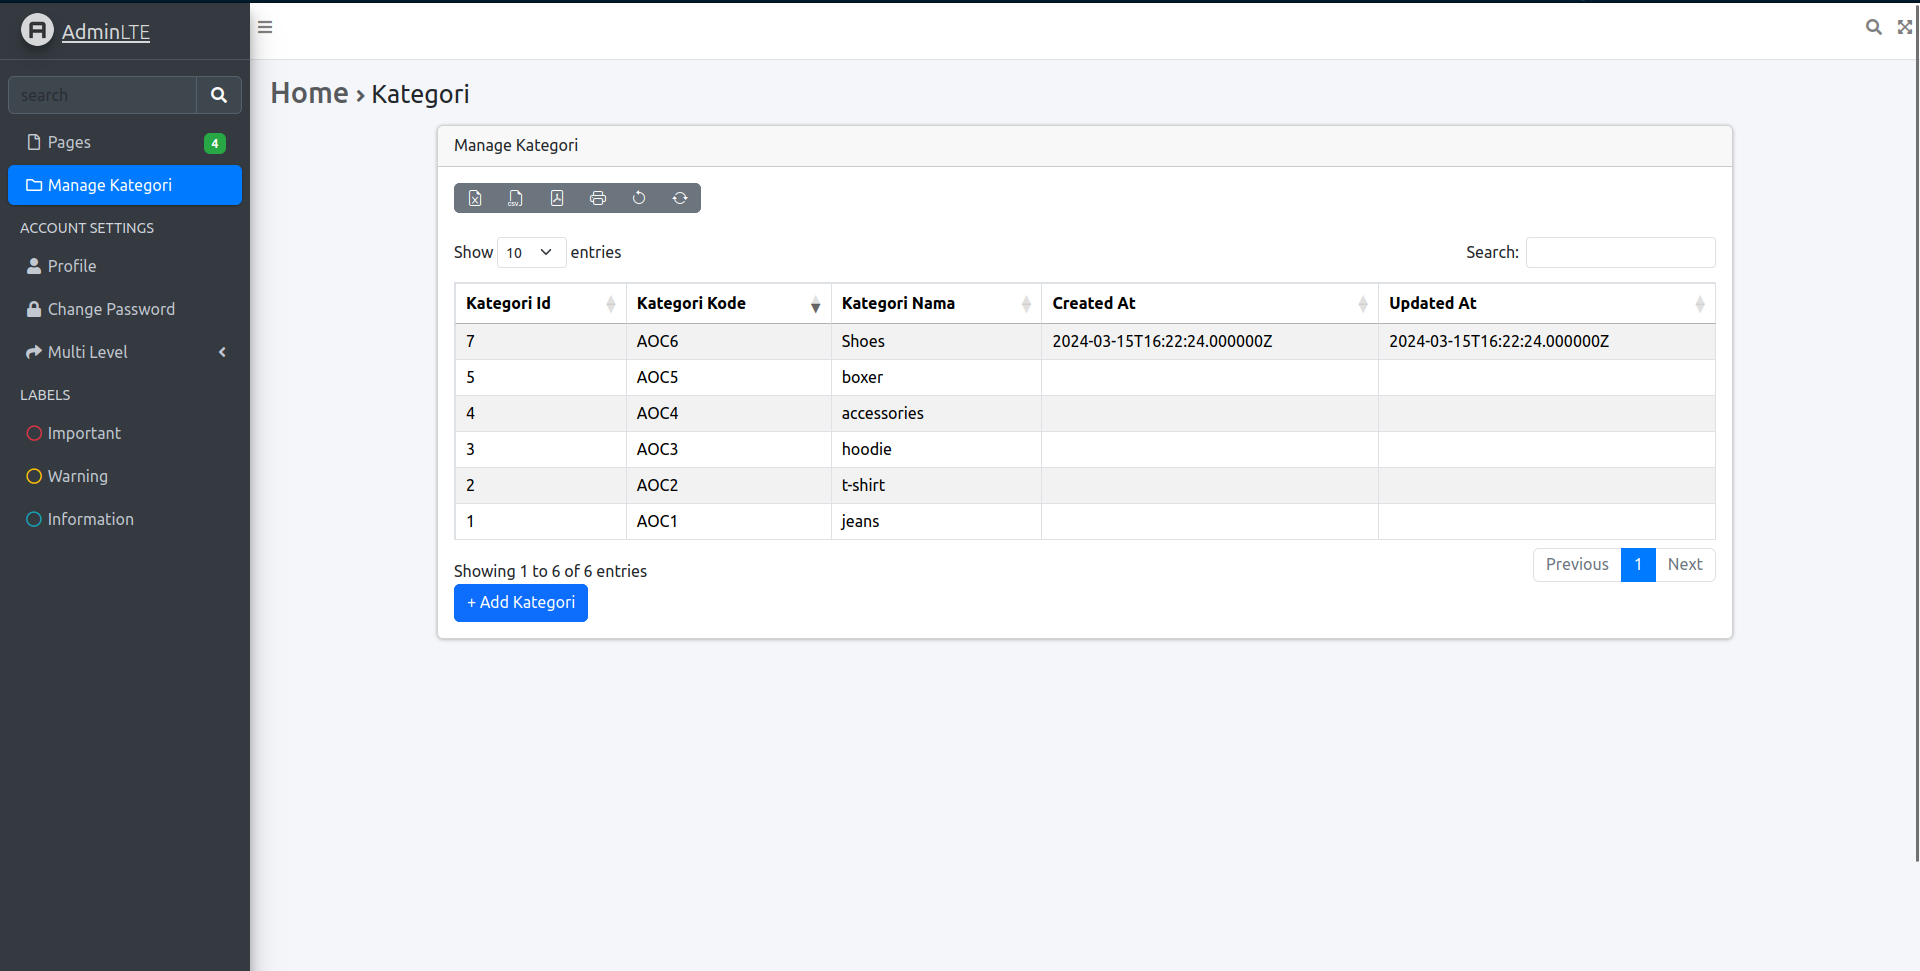 AdminLTE
search
Pages 4
Manage Kategori
ACCOUNT SETTINGS
Profile
Change Password
Multi Level
LABELS
Important
Warning
Information
Home › Kategori
Manage Kategori
CSV
Show 10 entries
Search:
Kategori Id Kategori Kode Kategori Nama Created At Updated At
7 AOC6 Shoes 2024-03-15T16:22:24.000000Z 2024-03-15T16:22:24.000000Z
5 AOC5 boxer
4 AOC4 accessories
3 AOC3 hoodie
2 AOC2 t-shirt
1 AOC1 jeans
Showing 1 to 6 of 6 entries
Previous 1 Next
+ Add Kategori